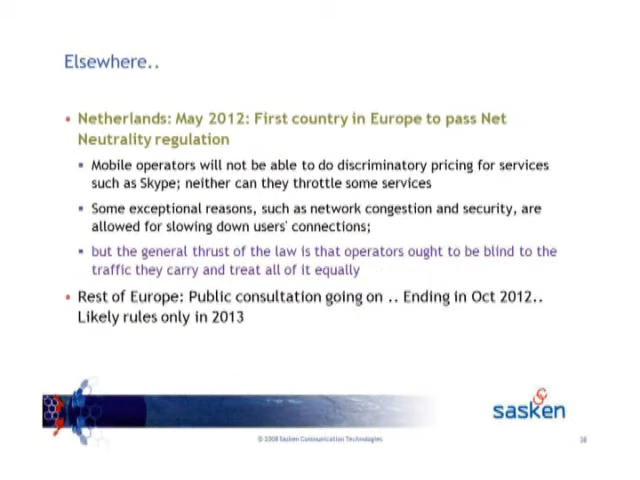 Elsewhere..
• Netherlands: May 2012: First country in Europe to pass Net
Neutrality regulation
▪ Mobile operators will not be able to do discriminatory pricing for services
such as Skype; neither can they throttle some services
▪ Some exceptional reasons, such as network congestion and security, are
allowed for slowing down users' connections;
▪ but the general thrust of the law is that operators ought to be blind to the
traffic they carry and treat all of it equally
• Rest of Europe: Public consultation going on .. Ending in Oct 2012..
Likely rules only in 2013
sasken
© 2008 Sasken Communication Technologies